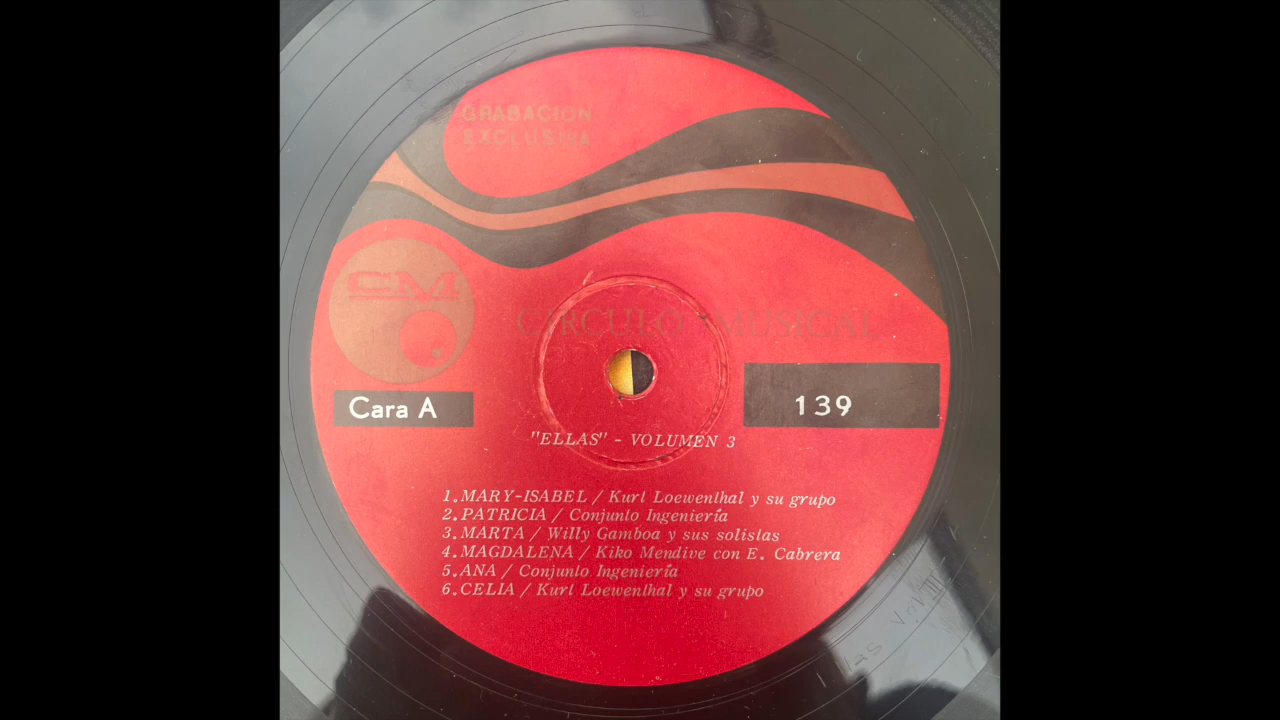 GRABACION
EXCLUSIVA
CM
CIRCULO MUSICAL
Cara A
139
"ELLAS" - VOLUMEN 3
1. MARY-ISABEL / Kurt Loewenthal y su grupo
2. PATRICIA / Conjunto Ingeniería
3. MARTA / Willy Gamboa y sus solistas
4. MAGDALENA / Kiko Mendive con E. Cabrera
5. ANA / Conjunto Ingeniería
6. CELIA / Kurt Loewenthal y su grupo